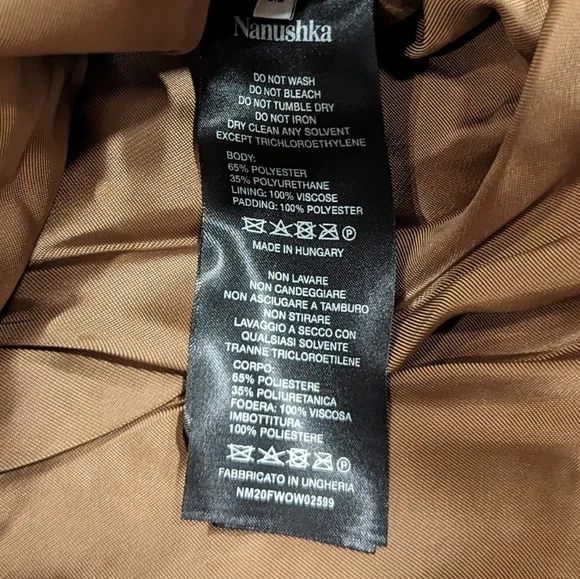 Nanushka
DO NOT WASH
DO NOT BLEACH
DO NOT TUMBLE DRY
DO NOT IRON
DRY CLEAN ANY SOLVENT
EXCEPT TRICHLOROETHYLENE
BODY:
65% POLYESTER
35% POLYURETHANE
LINING: 100% VISCOSE
PADDING: 100% POLYESTER
P
MADE IN HUNGARY
NON LAVARE
NON CANDEGGIARE
NON ASCIUGARE A TAMBURO
NON STIRARE
LAVAGGIO A SECCO CON
QUALSIASI SOLVENTE
TRANNE TRICLOROETILENE
CORPO:
65% POLIESTERE
35% POLIURETANICA
FODERA: 100% VISCOSA
IMBOTTITURA:
100% POLIESTERE
P
FABBRICATO IN UNGHERIA
NM20FWOW02599